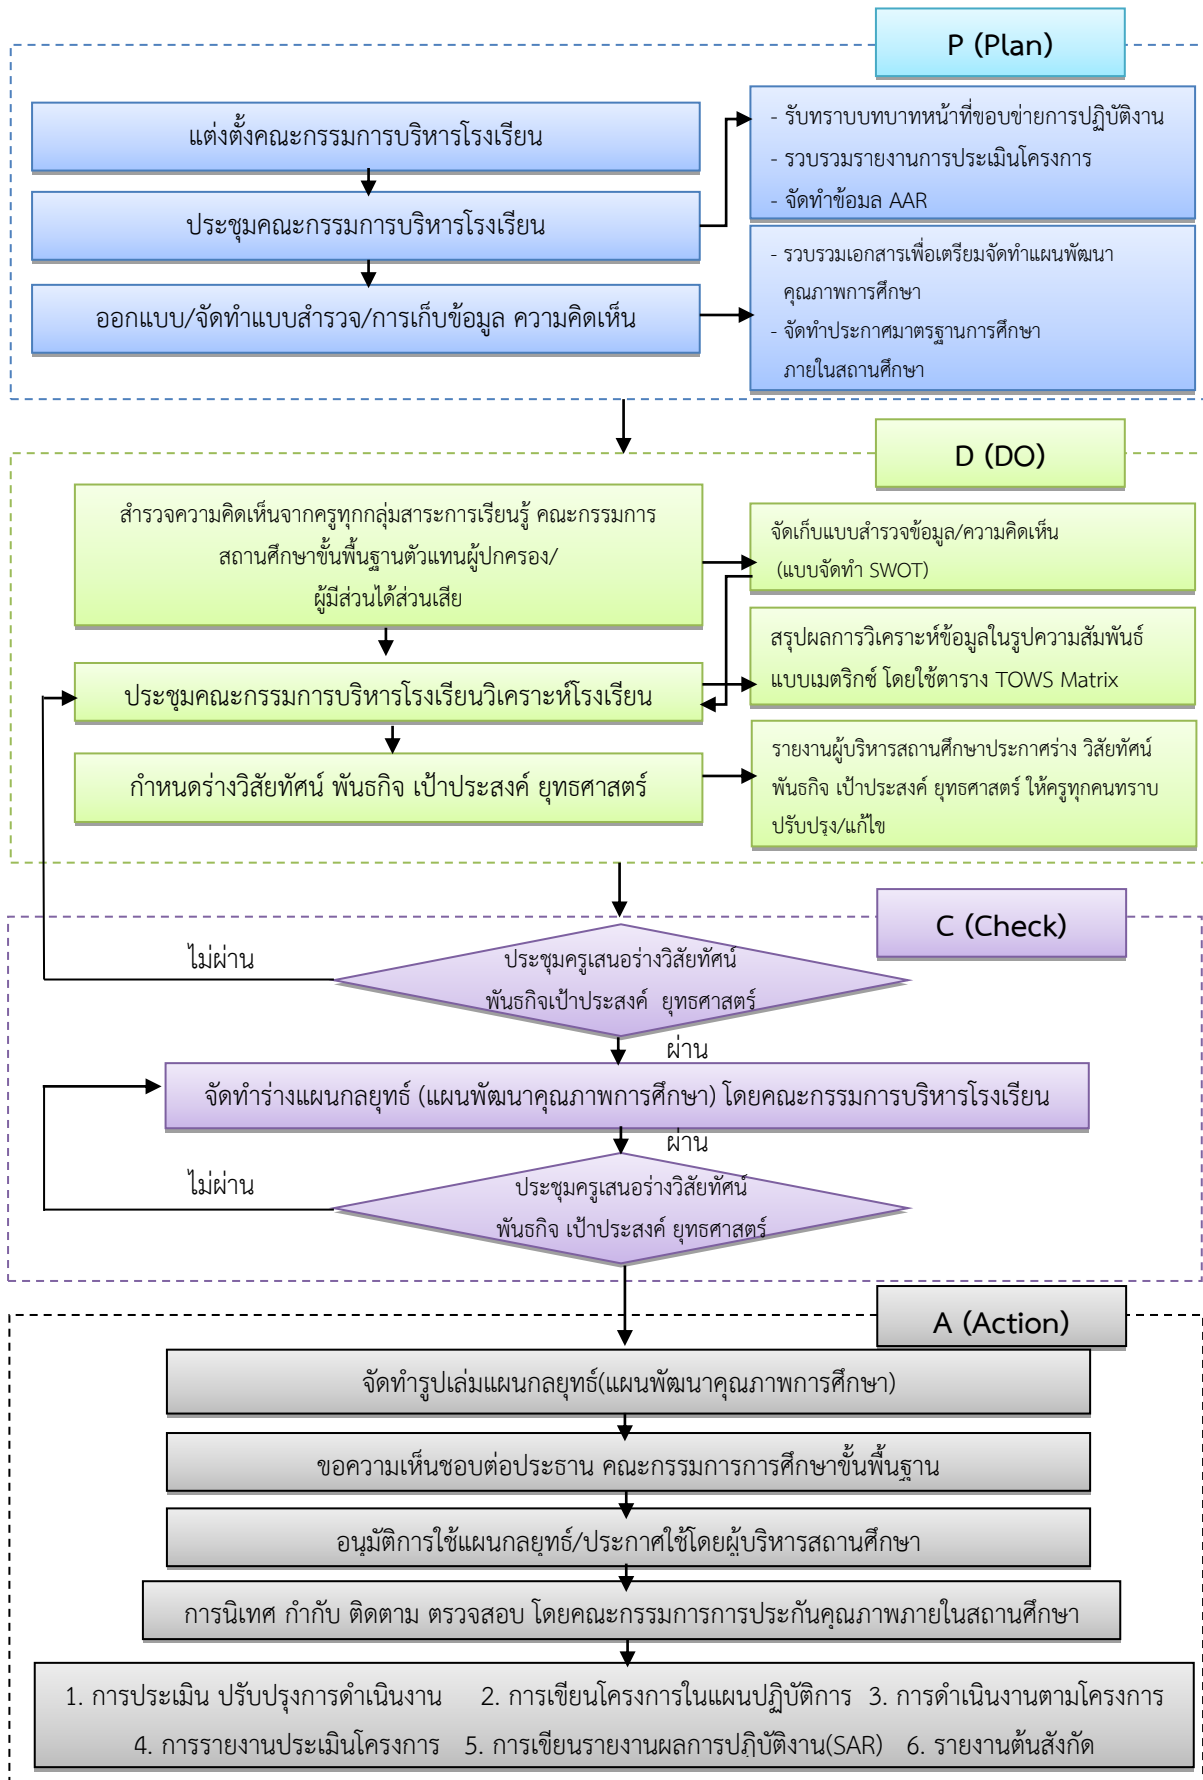 P (Plan)
แต่งตั้งคณะกรรมการบริหารโรงเรียน
- รับทราบบทบาทหน้าที่ขอบข่ายการปฏิบัติงาน
- รวบรวมรายงานการประเมินโครงการ
- จัดทำข้อมูล AAR
ประชุมคณะกรรมการบริหารโรงเรียน
ออกแบบ/จัดทำแบบสำรวจ/การเก็บข้อมูล ความคิดเห็น
- รวบรวมเอกสารเพื่อเตรียมจัดทำแผนพัฒนา
คุณภาพการศึกษา
- จัดทำประกาศมาตรฐานการศึกษา
ภายในสถานศึกษา
D (DO)
สำรวจความคิดเห็นจากครูทุกกลุ่มสาระการเรียนรู้ คณะกรรมการ
สถานศึกษาขั้นพื้นฐานตัวแทนผู้ปกครอง/
ผู้มีส่วนได้ส่วนเสีย
จัดเก็บแบบสำรวจข้อมูล/ความคิดเห็น
(แบบจัดทำ SWOT)
ประชุมคณะกรรมการบริหารโรงเรียนวิเคราะห์โรงเรียน
สรุปผลการวิเคราะห์ข้อมูลในรูปความสัมพันธ์
แบบเมตริกซ์ โดยใช้ตาราง TOWS Matrix
กำหนดร่างวิสัยทัศน์ พันธกิจ เป้าประสงค์ ยุทธศาสตร์
รายงานผู้บริหารสถานศึกษาประกาศร่าง วิสัยทัศน์
พันธกิจ เป้าประสงค์ ยุทธศาสตร์ ให้ครูทุกคนทราบ
ปรับปรุง/แก้ไข
C (Check)
ไม่ผ่าน
ประชุมครูเสนอร่างวิสัยทัศน์
พันธกิจเป้าประสงค์ ยุทธศาสตร์
ผ่าน
จัดทำร่างแผนกลยุทธ์ (แผนพัฒนาคุณภาพการศึกษา) โดยคณะกรรมการบริหารโรงเรียน
ผ่าน
ไม่ผ่าน
ประชุมครูเสนอร่างวิสัยทัศน์
พันธกิจ เป้าประสงค์ ยุทธศาสตร์
A (Action)
จัดทำรูปเล่มแผนกลยุทธ์(แผนพัฒนาคุณภาพการศึกษา)
ขอความเห็นชอบต่อประธาน คณะกรรมการการศึกษาขั้นพื้นฐาน
อนุมัติการใช้แผนกลยุทธ์/ประกาศใช้โดยผู้บริหารสถานศึกษา
การนิเทศ กำกับ ติดตาม ตรวจสอบ โดยคณะกรรมการการประกันคุณภาพภายในสถานศึกษา
1. การประเมิน ปรับปรุงการดำเนินงาน 2. การเขียนโครงการในแผนปฏิบัติการ 3. การดำเนินงานตามโครงการ
4. การรายงานประเมินโครงการ 5. การเขียนรายงานผลการปฏิบัติงาน(SAR) 6. รายงานต้นสังกัด